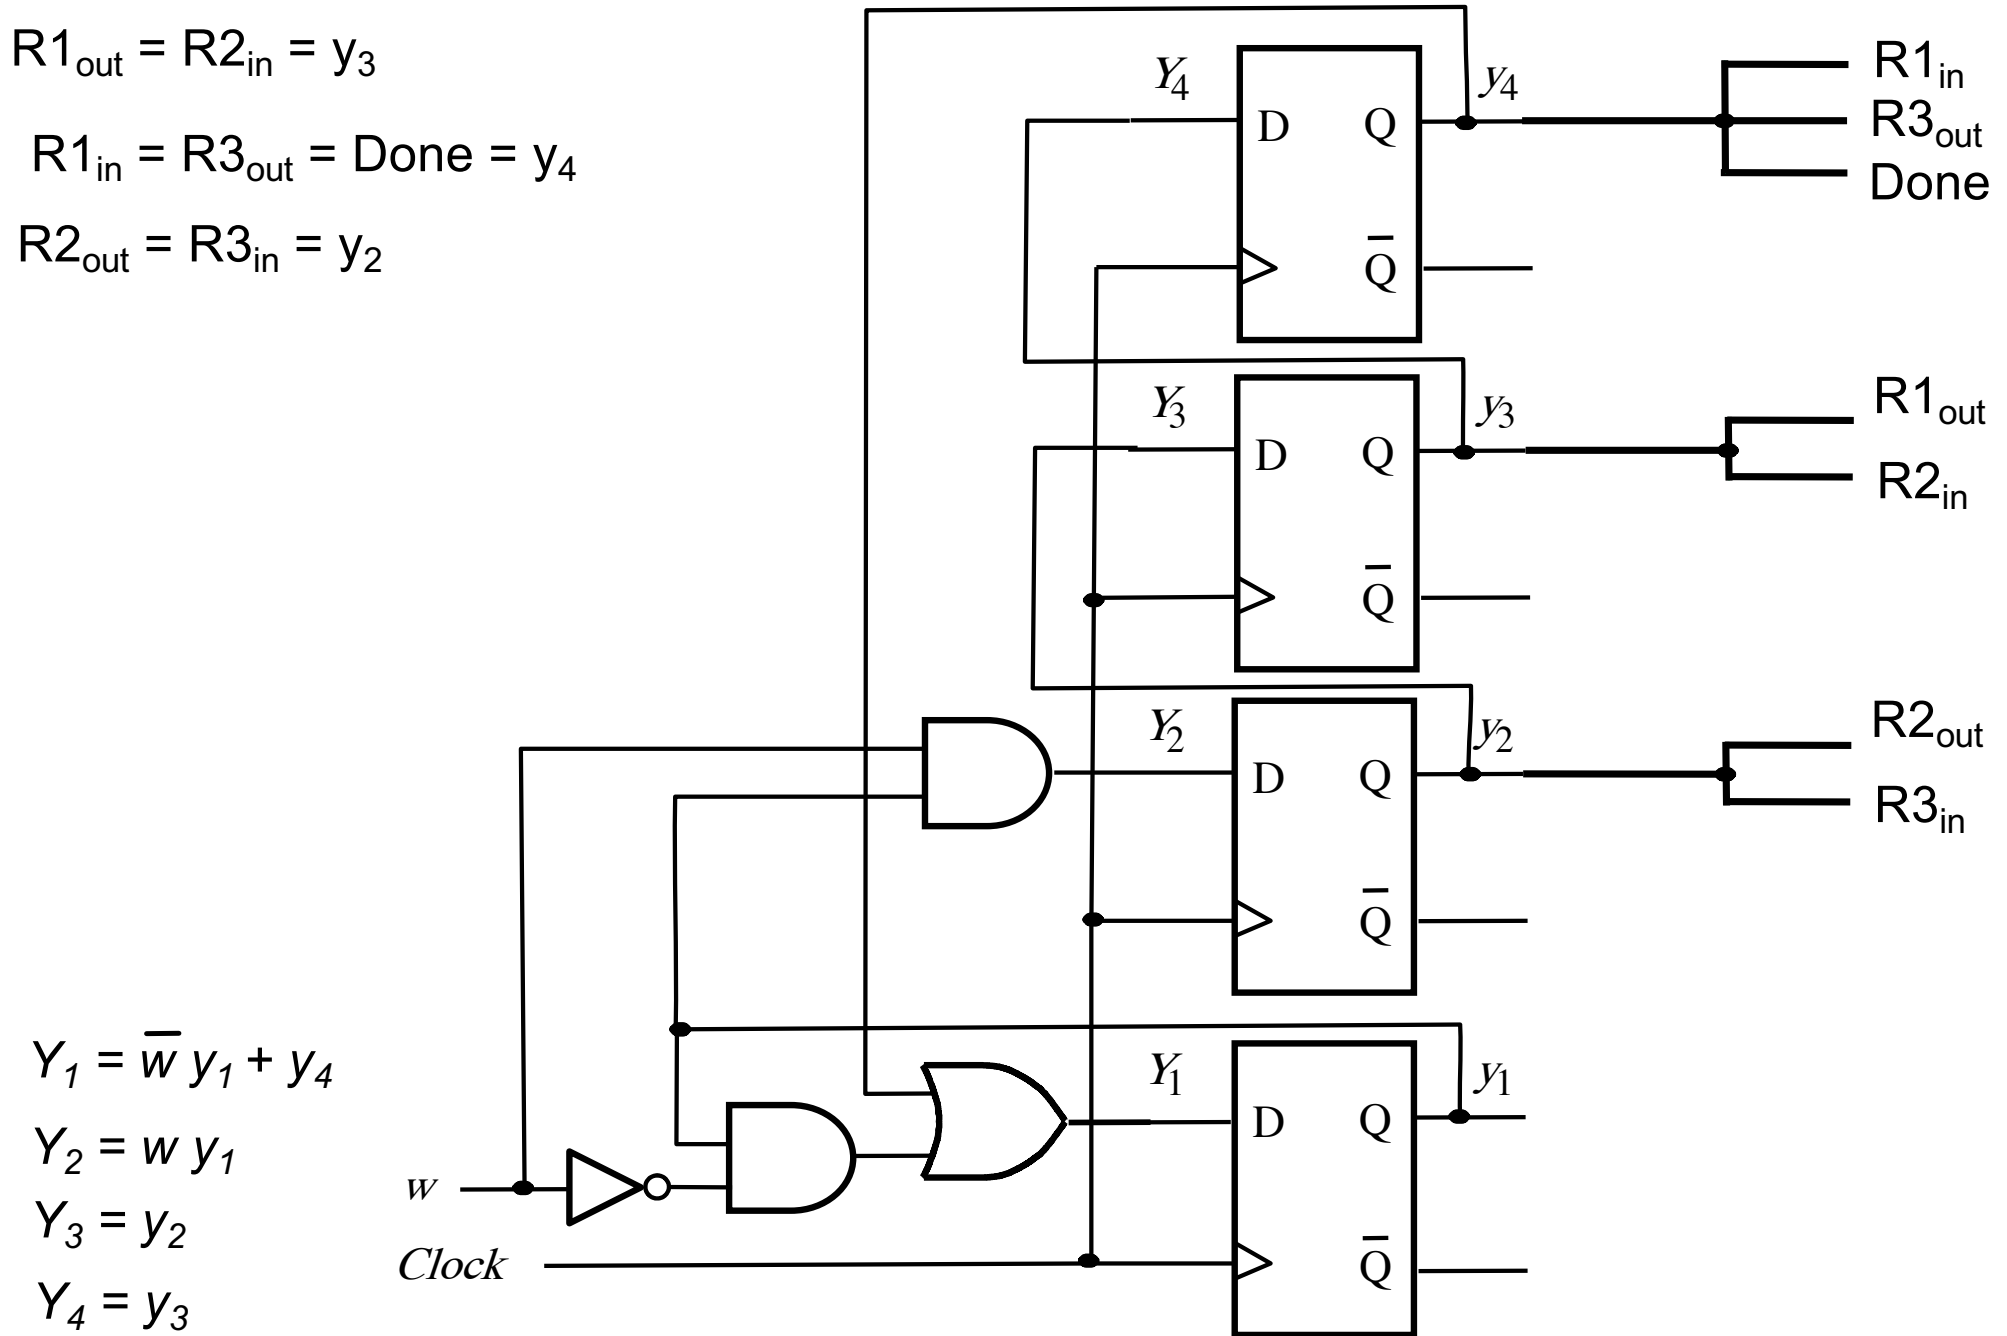 R1out = R2in = y3
R1in = R3out = Done = y4
R2out = R3in = y2
Y4
D
Q
y4
Q̅
R1in
R3out
Done
Y3
D
Q
y3
Q̅
R1out
R2in
Y2
D
Q
y2
Q̅
R2out
R3in
Y1
D
Q
y1
Q̅
w
Clock
Y1 = w̅ y1 + y4
Y2 = w y1
Y3 = y2
Y4 = y3